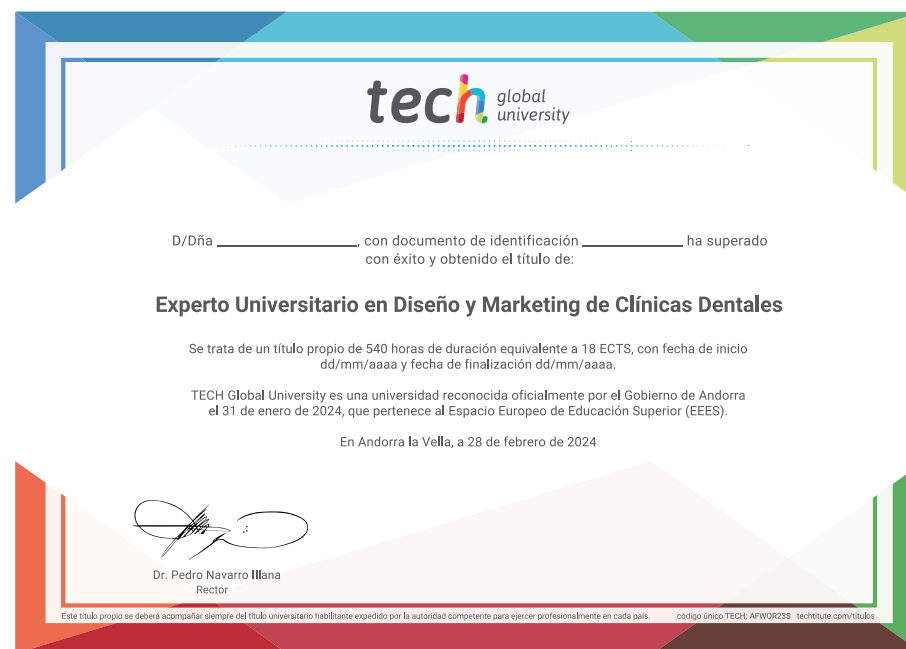 tech global university
D/Dña ____________, con documento de identificación ____________ ha superado
con éxito y obtenido el título de:
Experto Universitario en Diseño y Marketing de Clínicas Dentales
Se trata de un título propio de 540 horas de duración equivalente a 18 ECTS, con fecha de inicio
dd/mm/aaaa y fecha de finalización dd/mm/aaaa.
TECH Global University es una universidad reconocida oficialmente por el Gobierno de Andorra
el 31 de enero de 2024, que pertenece al Espacio Europeo de Educación Superior (EEES).
En Andorra la Vella, a 28 de febrero de 2024
Dr. Pedro Navarro Illana
Rector
Este título propio se deberá acompañar siempre del título universitario habilitante expedido por la autoridad competente para ejercer profesionalmente en cada país. código único TECH: AFWOR23S techtitute.com/titulos